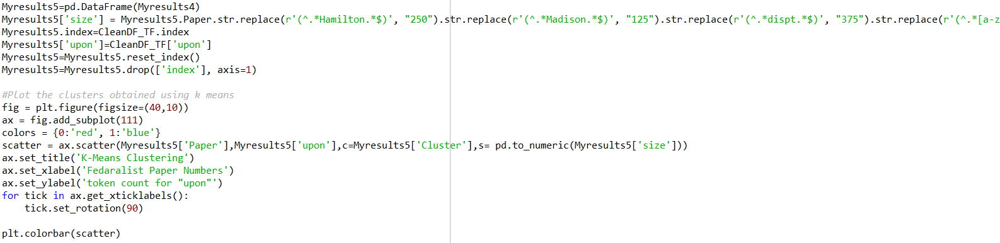 Myresults5=pd.DataFrame(Myresults4)
Myresults5['size'] = Myresults5.Paper.str.replace(r'(^.*Hamilton.*$)', "250").str.replace(r'(^.*Madison.*$)', "125").str.replace(r'(^.*dispt.*$)', "375").str.replace(r'(^.*[a-z
Myresults5.index=CleanDF_TF.index
Myresults5['upon']=CleanDF_TF['upon']
Myresults5=Myresults5.reset_index()
Myresults5=Myresults5.drop(['index'], axis=1)
#Plot the clusters obtained using k means
fig = plt.figure(figsize=(40,10))
ax = fig.add_subplot(111)
colors = {0:'red', 1:'blue'}
scatter = ax.scatter(Myresults5['Paper'],Myresults5['upon'],c=Myresults5['Cluster'],s= pd.to_numeric(Myresults5['size']))
ax.set_title('K-Means Clustering')
ax.set_xlabel('Fedaralist Paper Numbers')
ax.set_ylabel('token count for "upon"')
for tick in ax.get_xticklabels():
    tick.set_rotation(90)
plt.colorbar(scatter)